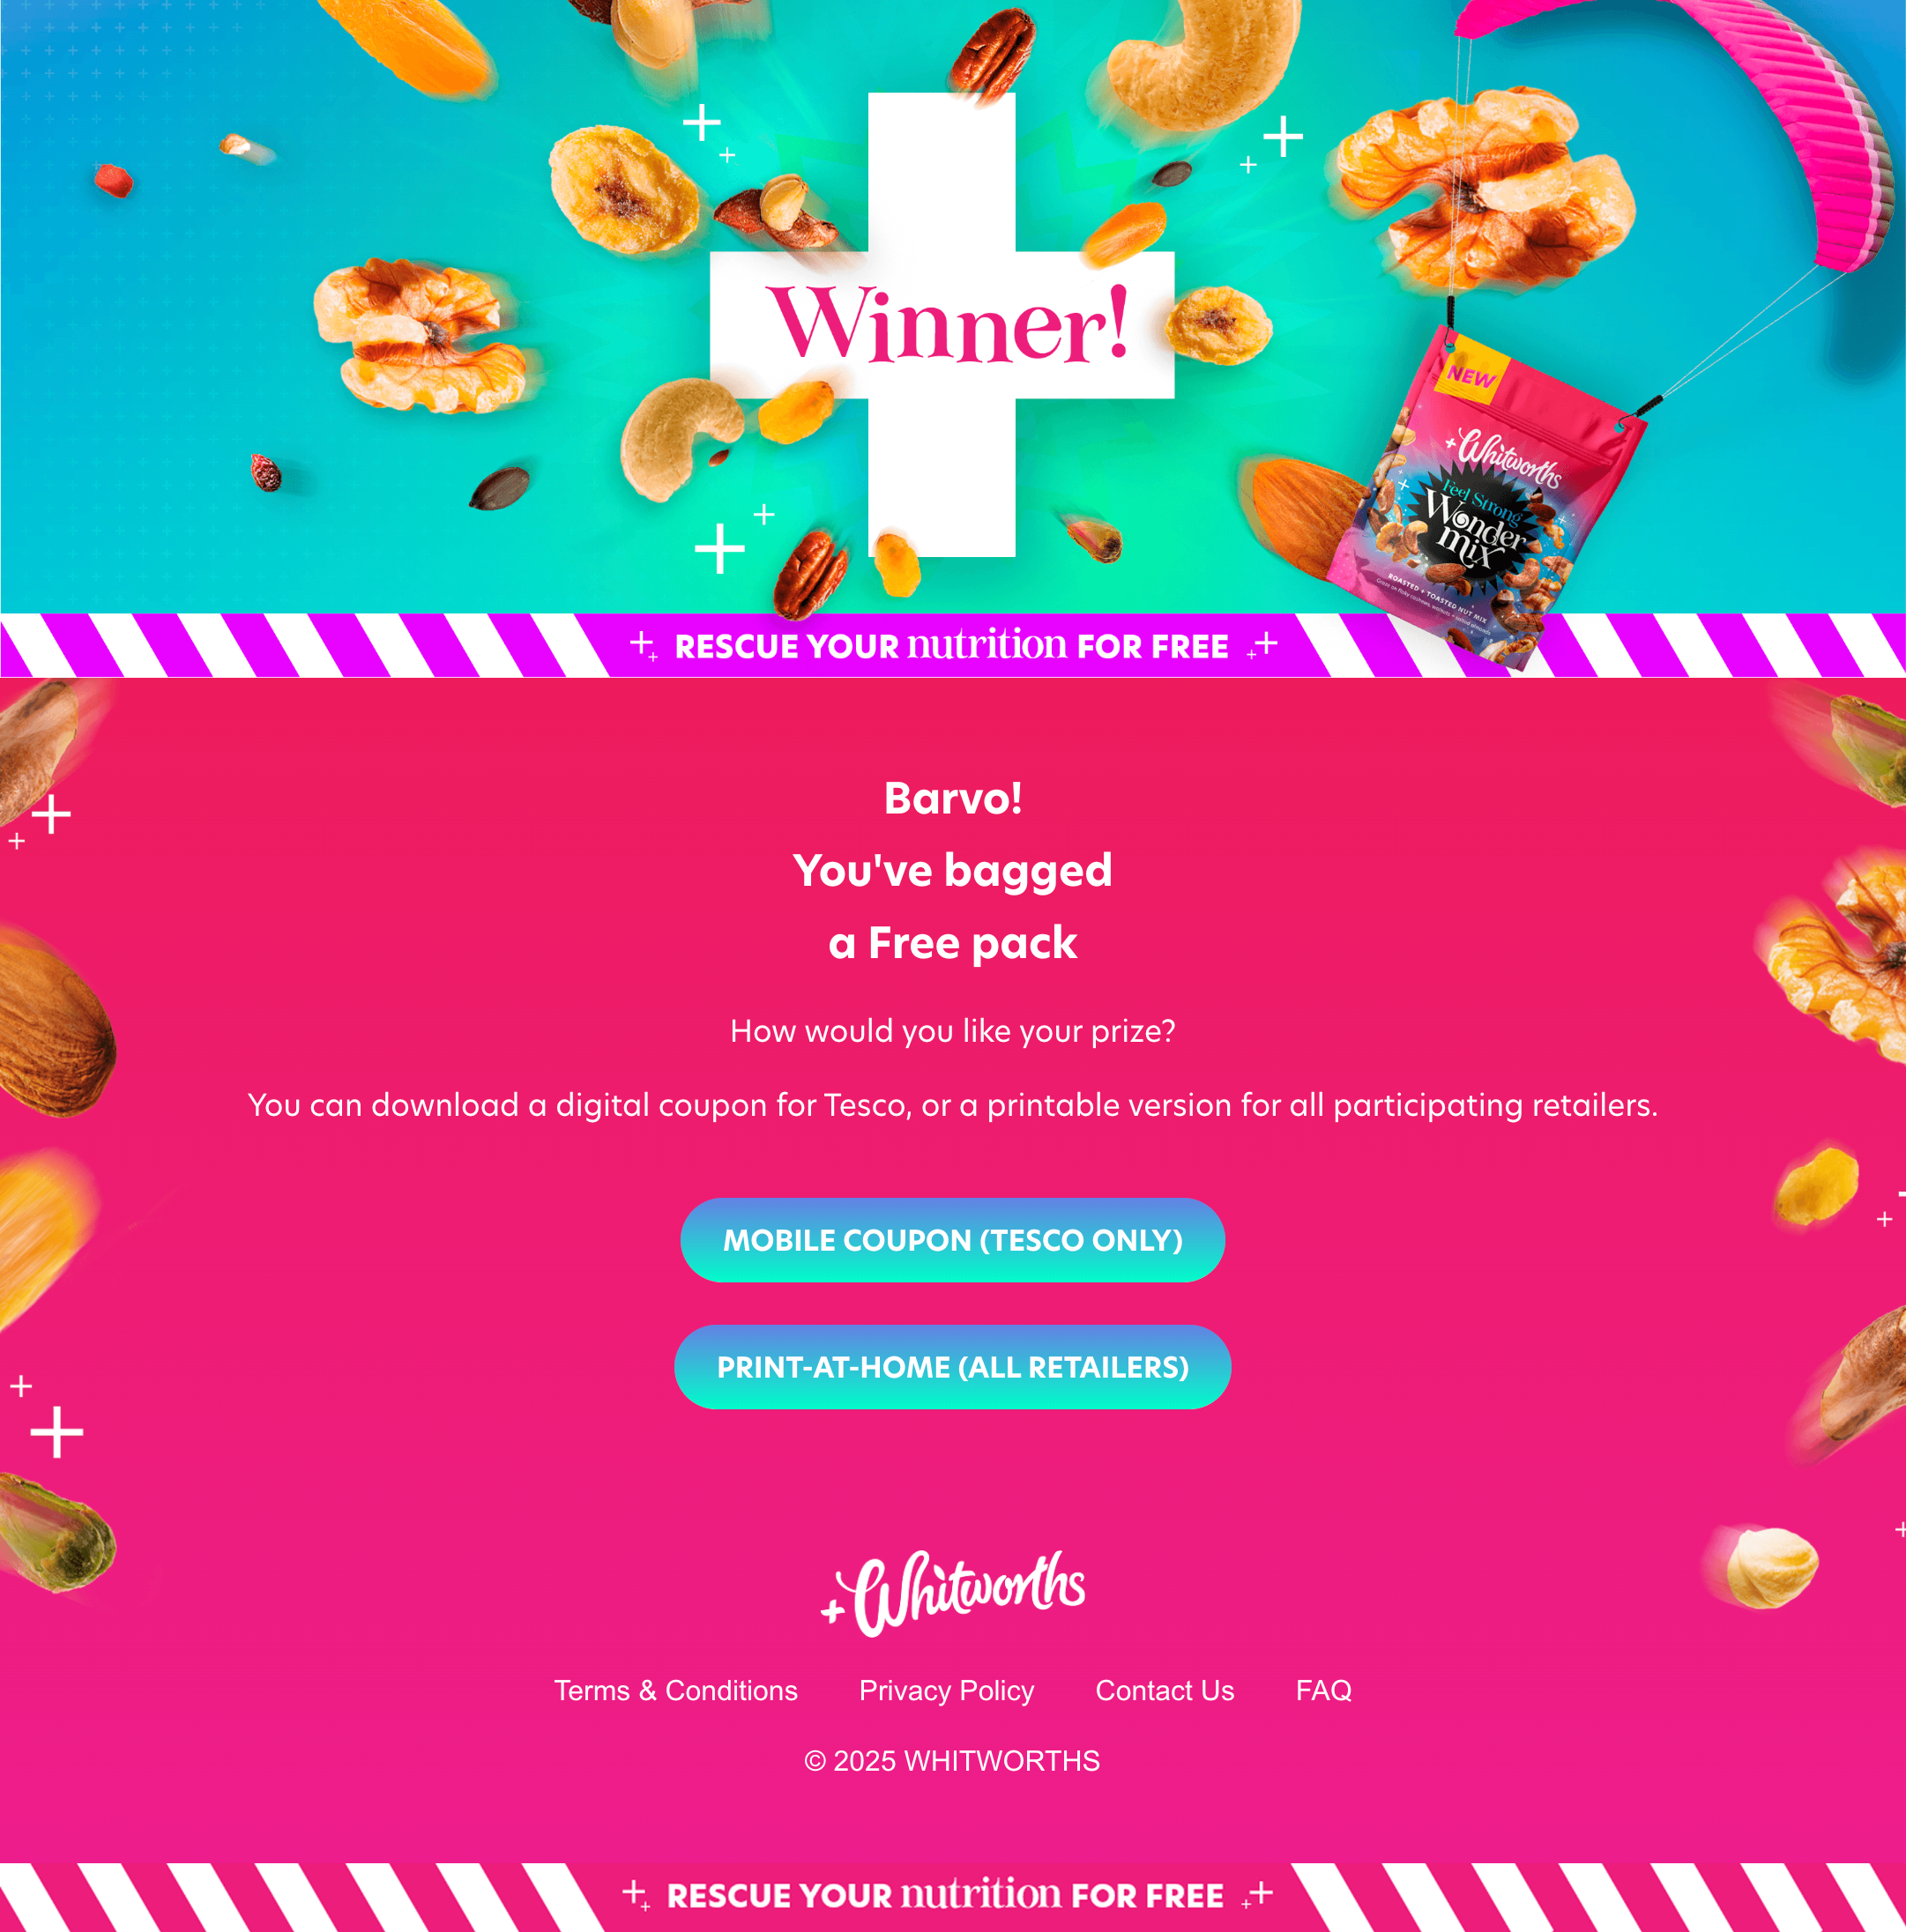 Winner!
NEW
Whitworths
Feel Strong
Wonder
mix
ROASTED + TOASTED NUT MIX
RESCUE YOUR nutrition FOR FREE
Barvo!
You've bagged
a Free pack
How would you like your prize?
You can download a digital coupon for Tesco, or a printable version for all participating retailers.
MOBILE COUPON (TESCO ONLY)
PRINT-AT-HOME (ALL RETAILERS)
Whitworths
Terms & Conditions Privacy Policy Contact Us FAQ
© 2025 WHITWORTHS
RESCUE YOUR nutrition FOR FREE